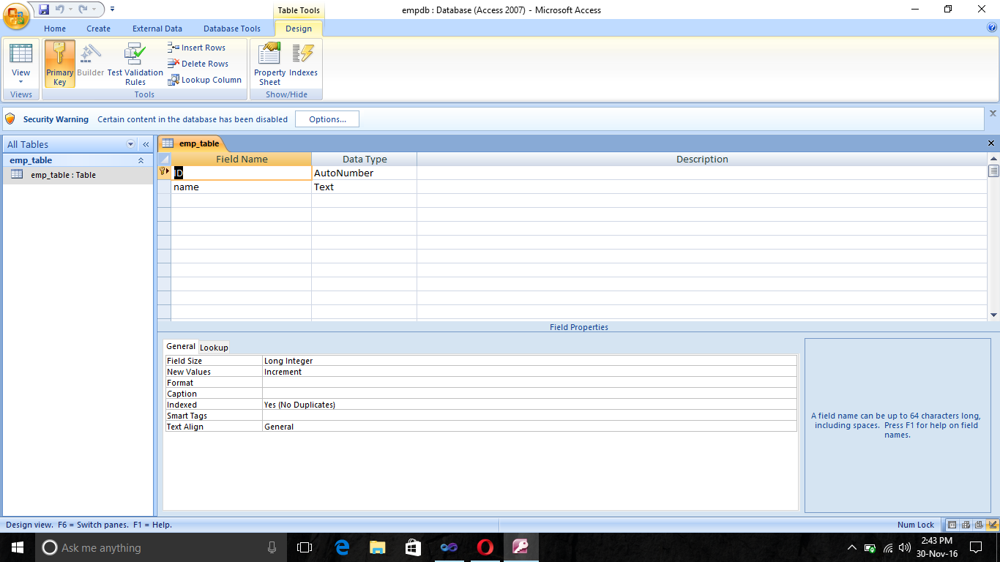 Table Tools
empdb : Database (Access 2007) - Microsoft Access
Home Create External Data Database Tools Design
View
Primary Key
Builder
Test Validation Rules
Insert Rows
Delete Rows
Lookup Column
Property Sheet
Indexes
Views Tools Show/Hide
Security Warning Certain content in the database has been disabled Options...
All Tables
emp_table
emp_table : Table
emp_table
Field Name Data Type Description
ID AutoNumber
name Text
Field Properties
General Lookup
Field Size Long Integer
New Values Increment
Format
Caption
Indexed Yes (No Duplicates)
Smart Tags
Text Align General
A field name can be up to 64 characters long,
including spaces. Press F1 for help on field
names.
Design view. F6 = Switch panes. F1 = Help.
Num Lock
Ask me anything
2:43 PM
30-Nov-16